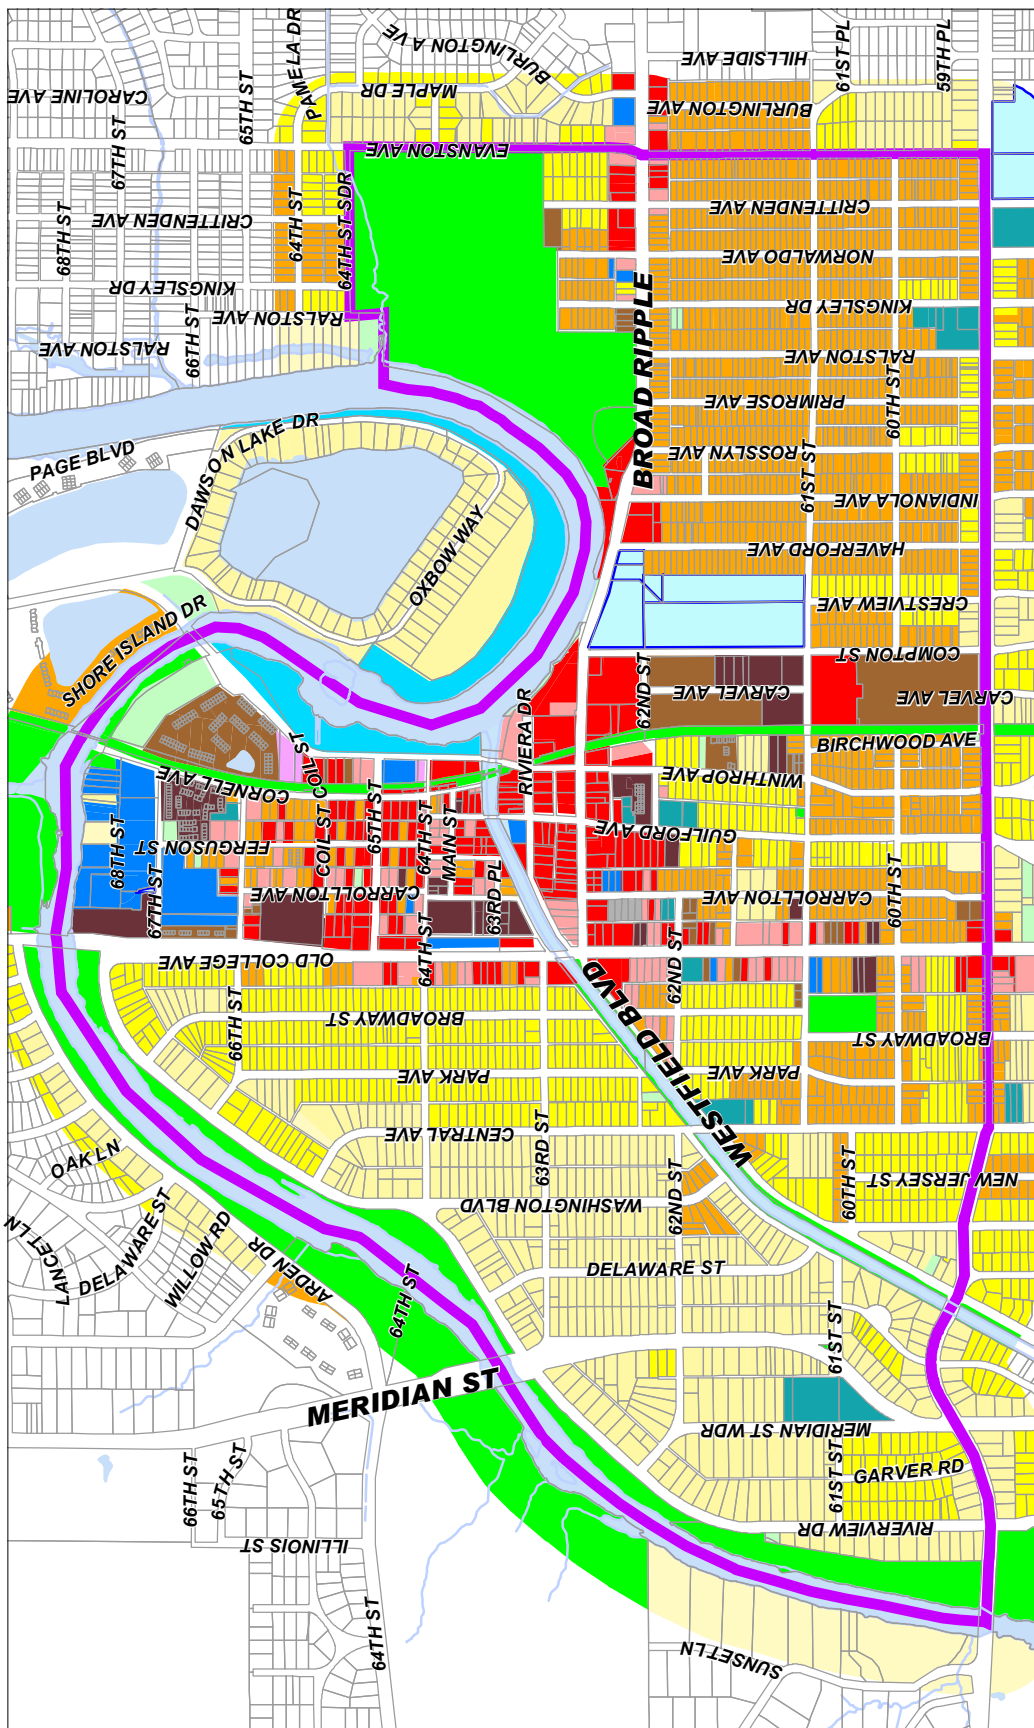 HILLSIDE AVE
61ST PL
59TH PL
BURLINGTON AVE
BURLINGTON AVE
PAMELA DR
MAPLE DR
65TH ST
CAROLINE AVE
67TH ST
EVANSTON AVE
CRITTENDEN AVE
CRITTENDEN AVE
64TH ST
64TH ST SDR
68TH ST
NORWALDO AVE
KINGSLEY DR
KINGSLEY DR
BROAD RIPPLE
RALSTON AVE
RALSTON AVE
66TH ST
RALSTON AVE
PRIMROSE AVE
60TH ST
DAWSON LAKE DR
PAGE BLVD
ROSSLYN AVE
61ST ST
INDIANOLA AVE
OXBOW WAY
HAVERFORD AVE
CRESTVIEW AVE
SHORE ISLAND DR
COMPTON ST
62ND ST
CARVEL AVE
CARVEL AVE
RIVIERA DR
BIRCHWOOD AVE
COIL ST
CORNELL AVE
WINTHROP AVE
65TH ST
COIL ST
64TH ST
MAIN ST
GUILFORD AVE
68TH ST
FERGUSON ST
67TH ST
CARROLLTON AVE
63RD PL
CARROLLTON AVE
60TH ST
64TH ST
62ND ST
OLD COLLEGE AVE
66TH ST
BROADWAY ST
WESTFIELD BLVD
BROADWAY ST
PARK AVE
PARK AVE
CENTRAL AVE
63RD ST
OAK LN
62ND ST
60TH ST
NEW JERSEY ST
WASHINGTON BLVD
DELAWARE ST
WILLOW RD
LANCET LN
ARDEN DR
DELAWARE ST
64TH ST
61ST ST
MERIDIAN ST
MERIDIAN ST WDR
66TH ST
65TH ST
61ST ST
GARVER RD
RIVERVIEW DR
ILLINOIS ST
64TH ST
SUNSET LN